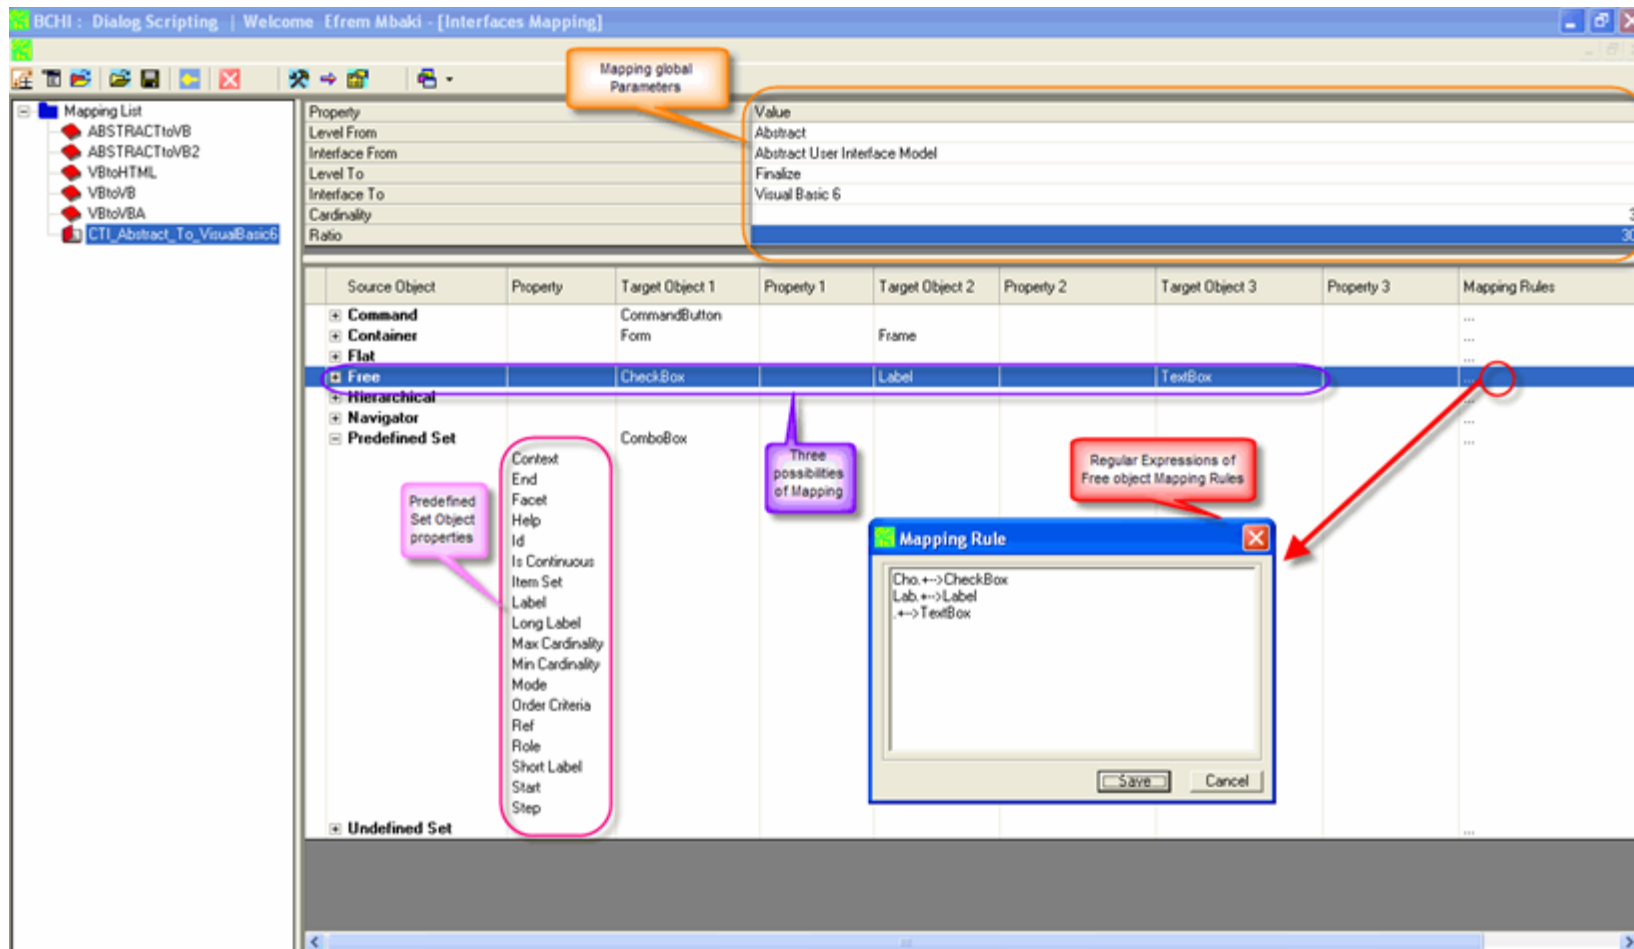 BCHI : Dialog Scripting | Welcome Efrem Mbaki - [Interfaces Mapping]
Mapping global
Parameters
Mapping List
ABSTRACTtoVB
ABSTRACTtoVB2
VBtoHTML
VBtoVB
VBtoVBA
CTI_Abstract_To_VisualBasic6
Property Value
Level From Abstract
Interface From Abstract User Interface Model
Level To Finalize
Interface To Visual Basic 6
Cardinality 3
Ratio 30
Source Object Property Target Object 1 Property 1 Target Object 2 Property 2 Target Object 3 Property 3 Mapping Rules
Command CommandButton ...
Container Form Frame ...
Flat ...
Free CheckBox Label TextBox ...
Hierarchical ...
Navigator ...
Predefined Set ComboBox ...
Context
End
Facet
Help
Id
Is Continuous
Item Set
Label
Long Label
Max Cardinality
Min Cardinality
Mode
Order Criteria
Ref
Role
Short Label
Start
Step
Predefined
Set Object
properties
Three
possibilities
of Mapping
Regular Expressions of
Free object Mapping Rules
Mapping Rule
Cho.+-->CheckBox
Lab.+-->Label
.+-->TextBox
Save Cancel
Undefined Set ...